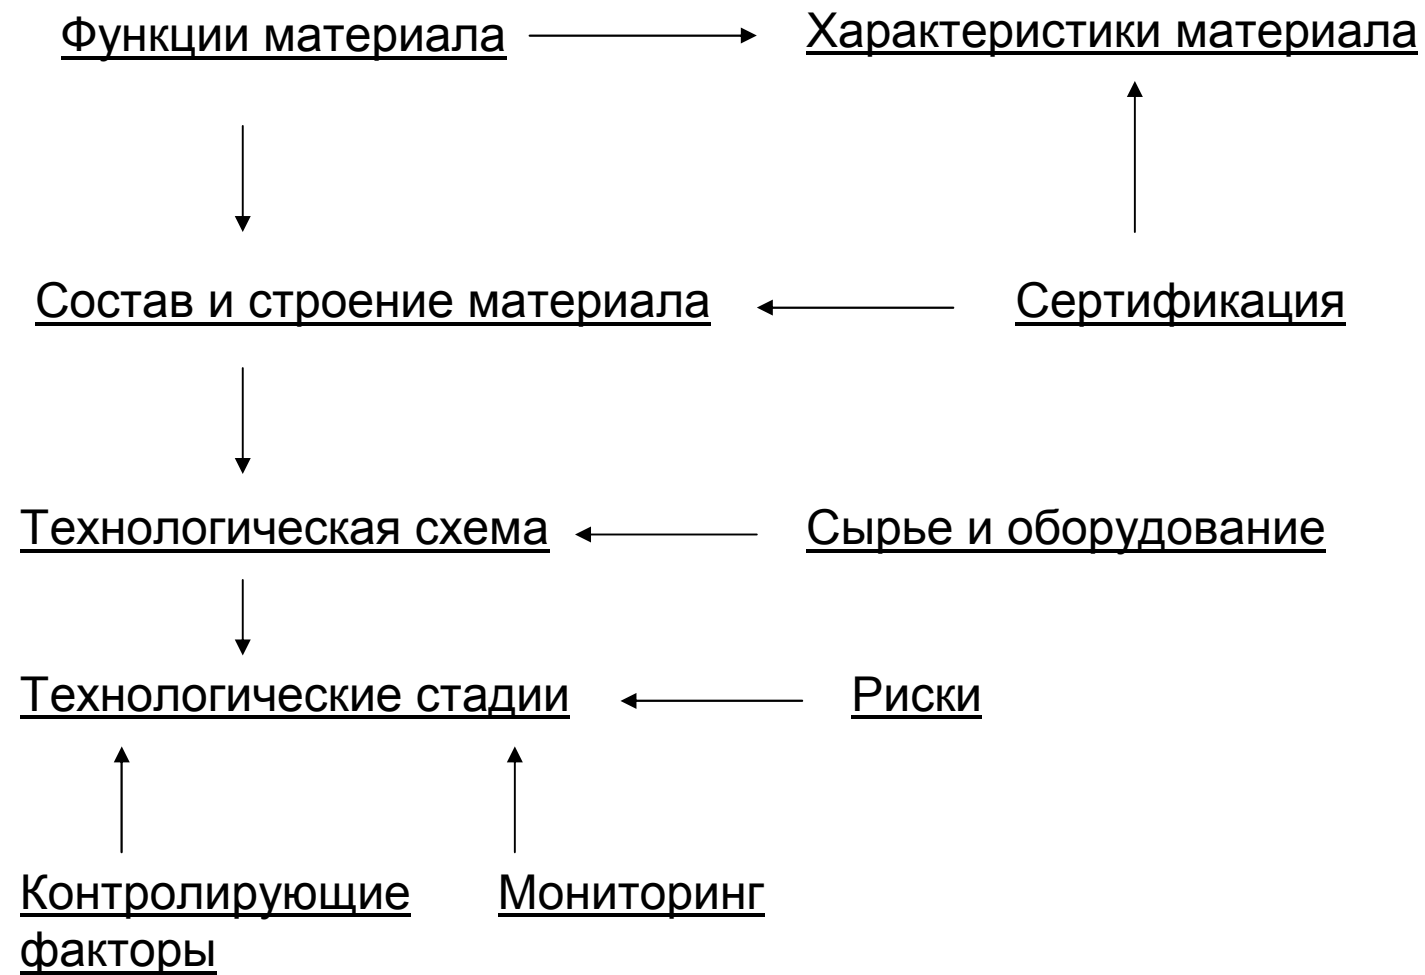 Функции материала
Характеристики материала
Состав и строение материала
Сертификация
Технологическая схема
Сырье и оборудование
Технологические стадии
Риски
Контролирующие
факторы
Мониторинг